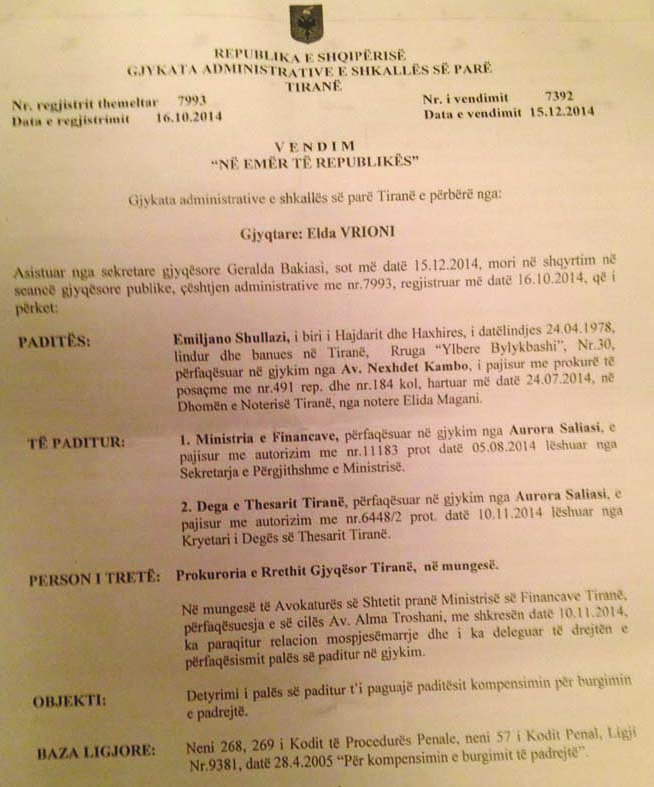 REPUBLIKA E SHQIPËRISË
GJYKATA ADMINISTRATIVE E SHKALLËS SË PARË
TIRANË
Nr. regjistrit themeltar 7993
Data e regjistrimit 16.10.2014
Nr. i vendimit 7392
Data e vendimit 15.12.2014
V E N D I M
“NË EMËR TË REPUBLIKËS”
Gjykata administrative e shkallës së parë Tiranë e përbërë nga:
Gjyqtare: Elda VRIONI
Asistuar nga sekretare gjyqësore Geralda Bakiasi, sot më datë 15.12.2014, mori në shqyrtim në
seancë gjyqësore publike, çështjen administrative me nr.7993, regjistruar më datë 16.10.2014, që i
përket:
PADITËS: Emiljano Shullazi, i biri i Hajdarit dhe Haxhires, i datëlindjes 24.04.1978,
lindur dhe banues në Tiranë, Rruga “Ylbere Bylykbashi”, Nr.30,
përfaqësuar në gjykim nga Av. Nexhdet Kambo, i pajisur me prokurë të
posaçme me nr.491 rep. dhe nr.184 kol, hartuar më datë 24.07.2014, në
Dhomën e Noterisë Tiranë, nga notere Elida Magani.
TË PADITUR: 1. Ministria e Financave, përfaqësuar në gjykim nga Aurora Saliasi, e
pajisur me autorizim me nr.11183 prot datë 05.08.2014 lëshuar nga
Sekretarja e Përgjithshme e Ministrisë.
2. Dega e Thesarit Tiranë, përfaqësuar në gjykim nga Aurora Saliasi, e
pajisur me autorizim me nr.6448/2 prot. datë 10.11.2014 lëshuar nga
Kryetari i Degës së Thesarit Tiranë.
PERSON I TRETË: Prokuroria e Rrethit Gjyqësor Tiranë, në mungesë.
Në mungesë të Avokaturës së Shtetit pranë Ministrisë së Financave Tiranë,
përfaqësuesja e së cilës Av. Alma Troshani, me shkresën datë 10.11.2014,
ka paraqitur relacion mospjesëmarrje dhe i ka deleguar të drejtën e
përfaqësismit palës së paditur në gjykim.
OBJEKTI: Detyrimi i palës së paditur t’i paguajë paditësit kompensimin për burgimin
e padrejtë.
BAZA LIGJORE: Neni 268, 269 i Kodit të Procedurës Penale, neni 57 i Kodit Penal, Ligji
Nr.9381, datë 28.4.2005 “Për kompensimin e burgimit të padrejtë”.